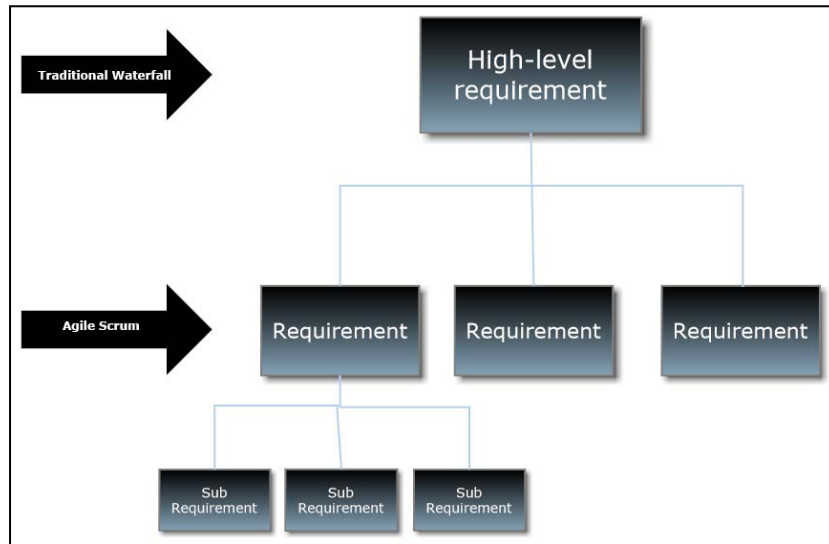 Traditional Waterfall
High-level
requirement
Agile Scrum
Requirement
Requirement
Requirement
Sub
Requirement
Sub
Requirement
Sub
Requirement